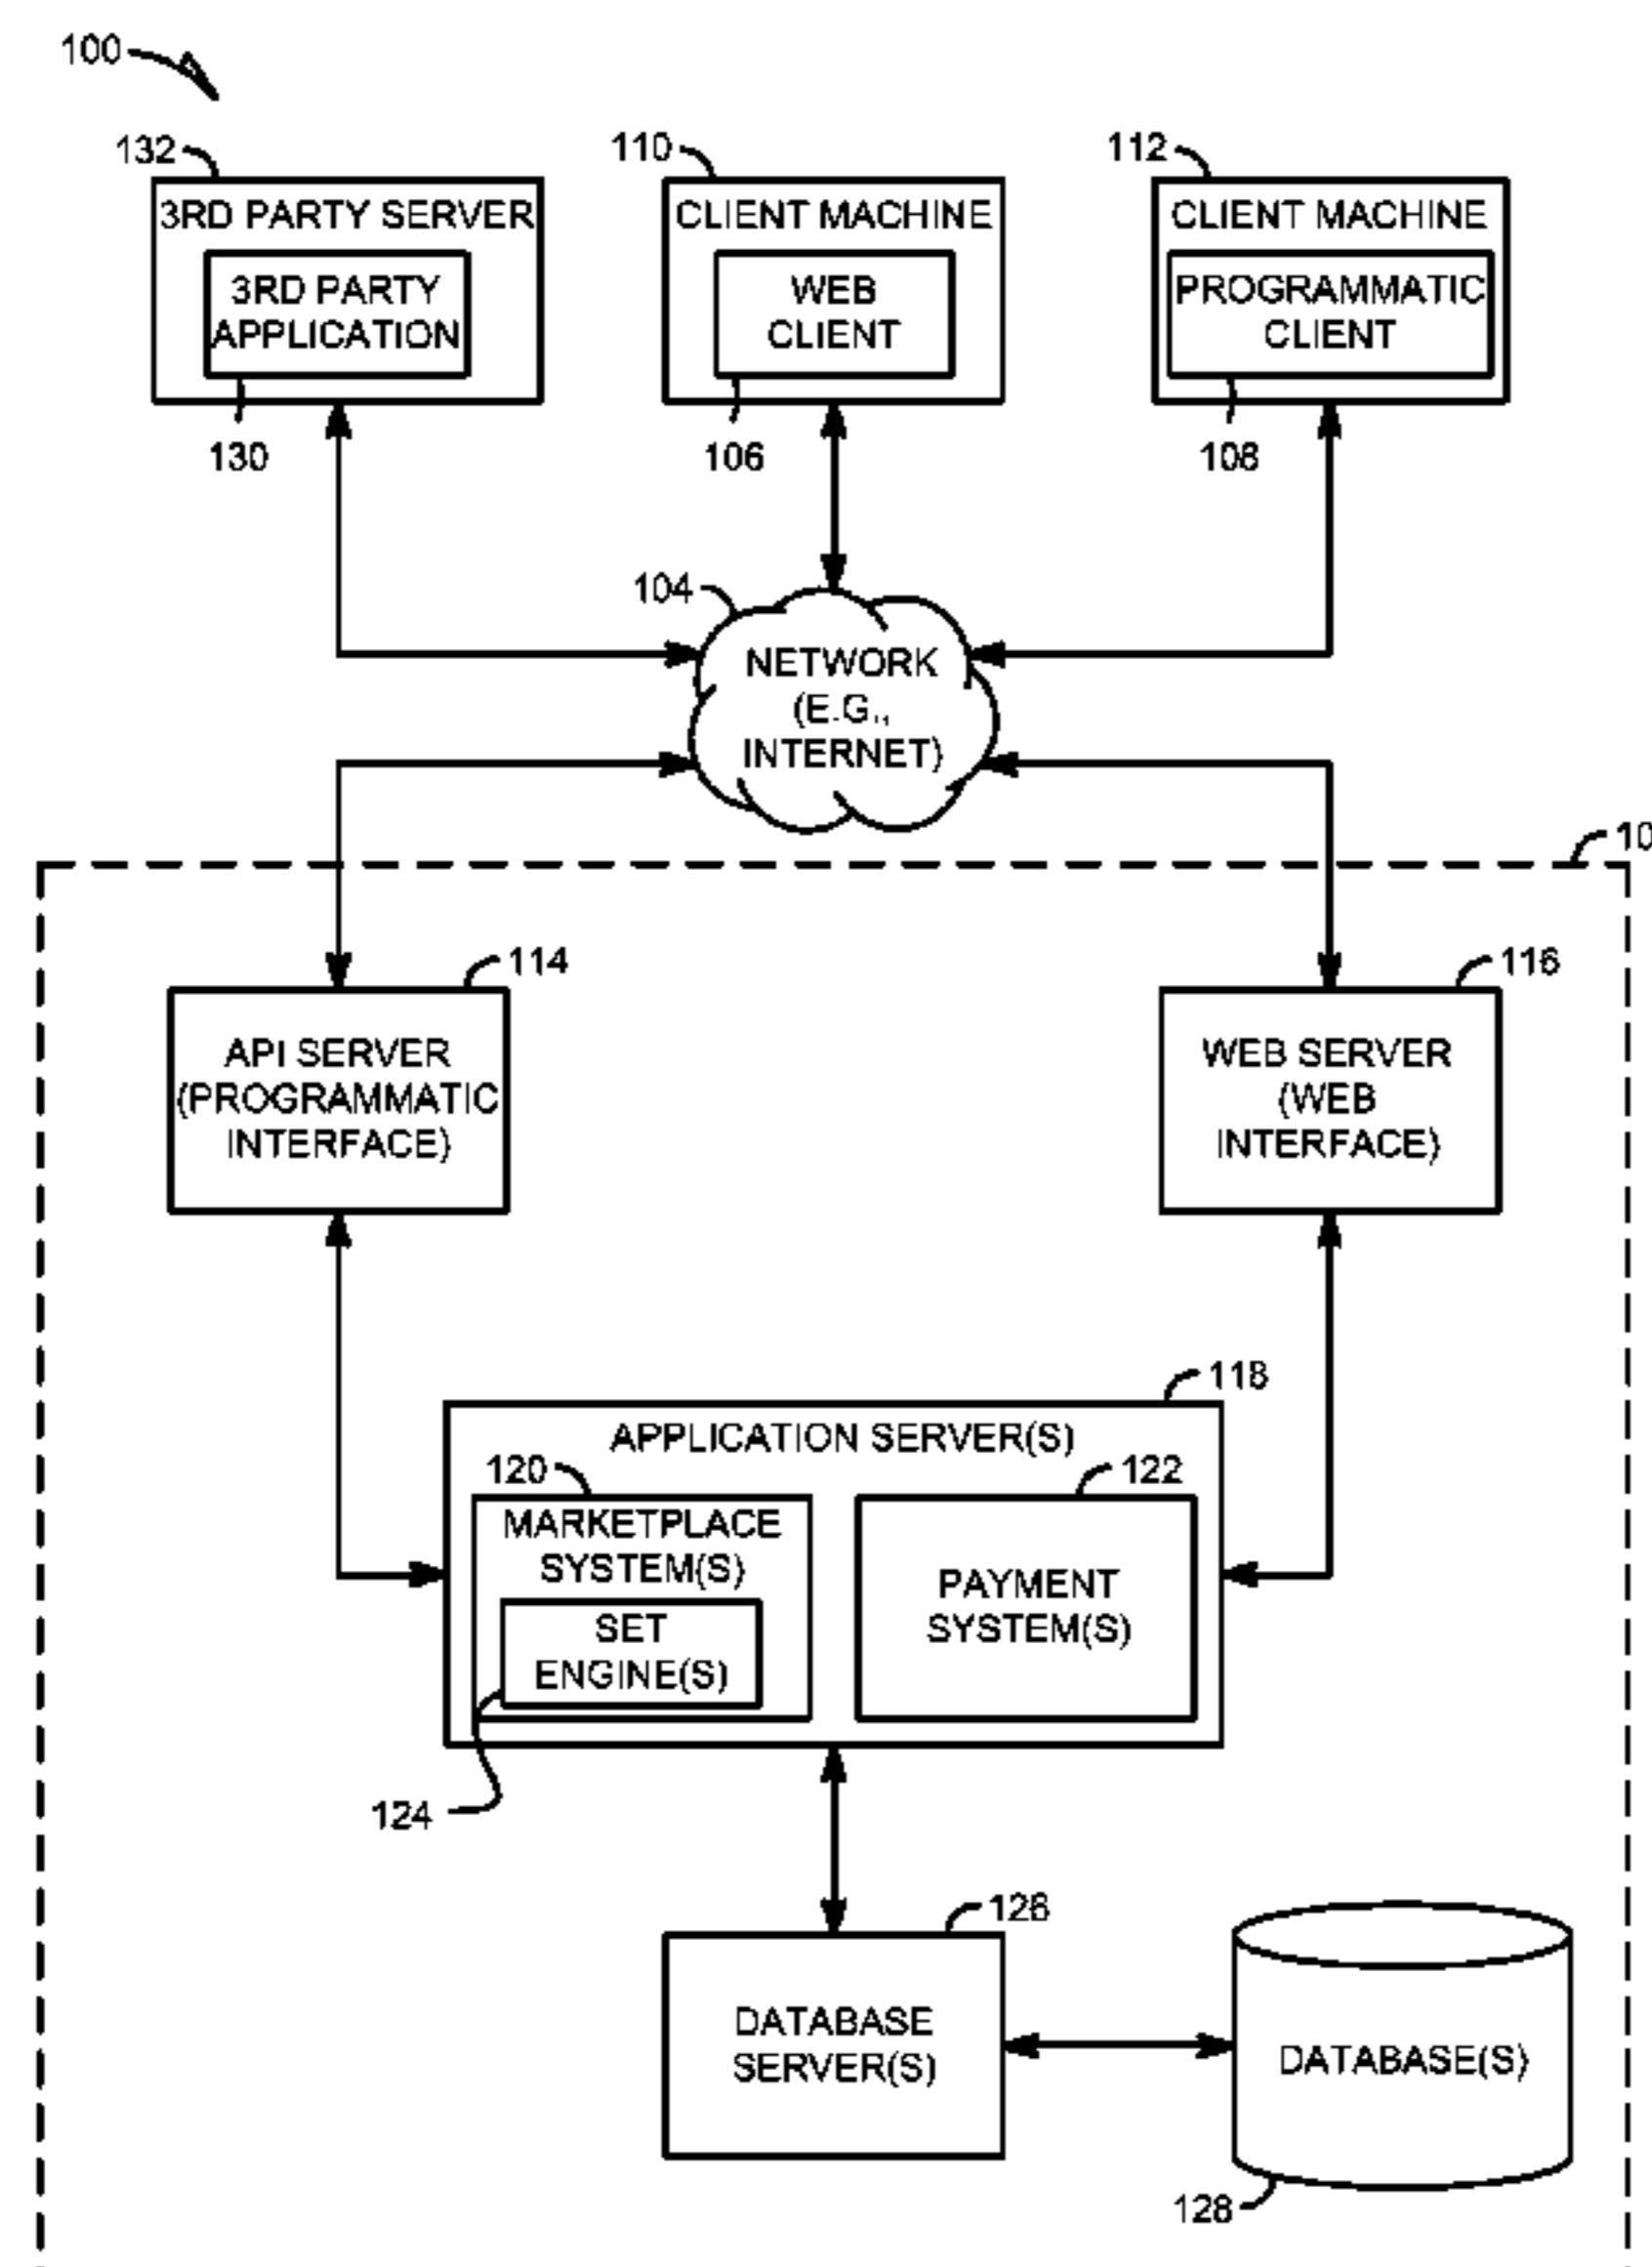 100
132
110
112
3RD PARTY SERVER
3RD PARTY
APPLICATION
CLIENT MACHINE
WEB
CLIENT
CLIENT MACHINE
PROGRAMMATIC
CLIENT
130
106
108
104
NETWORK
(E.G.,
INTERNET)
10
114
116
API SERVER
(PROGRAMMATIC
INTERFACE)
WEB SERVER
(WEB
INTERFACE)
118
APPLICATION SERVER(S)
120
122
MARKETPLACE
SYSTEM(S)
SET
ENGINE(S)
PAYMENT
SYSTEM(S)
124
126
DATABASE
SERVER(S)
DATABASE(S)
128